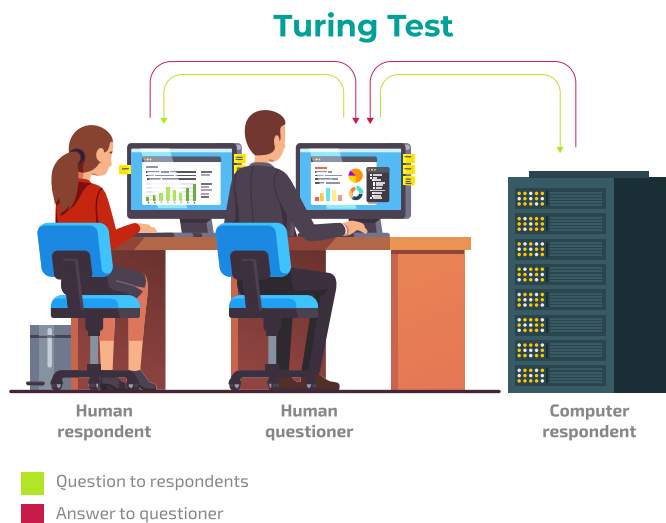 Turing Test
Human
respondent
Human
questioner
Computer
respondent
Question to respondents
Answer to questioner